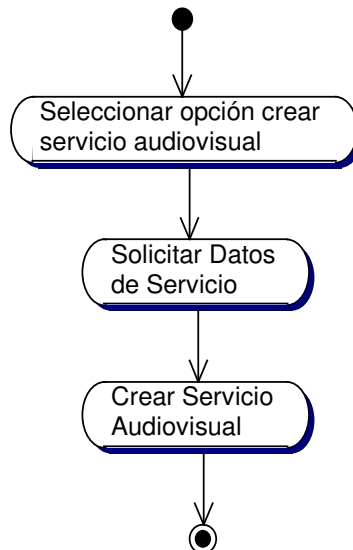 Seleccionar opción crear
servicio audiovisual
Solicitar Datos
de Servicio
Crear Servicio
Audiovisual